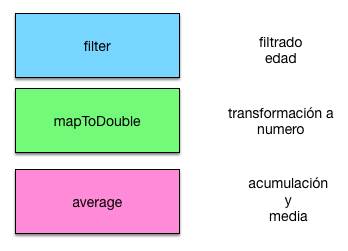 filter
filtrado
edad
mapToDouble
transformación a
numero
average
acumulación
y
media